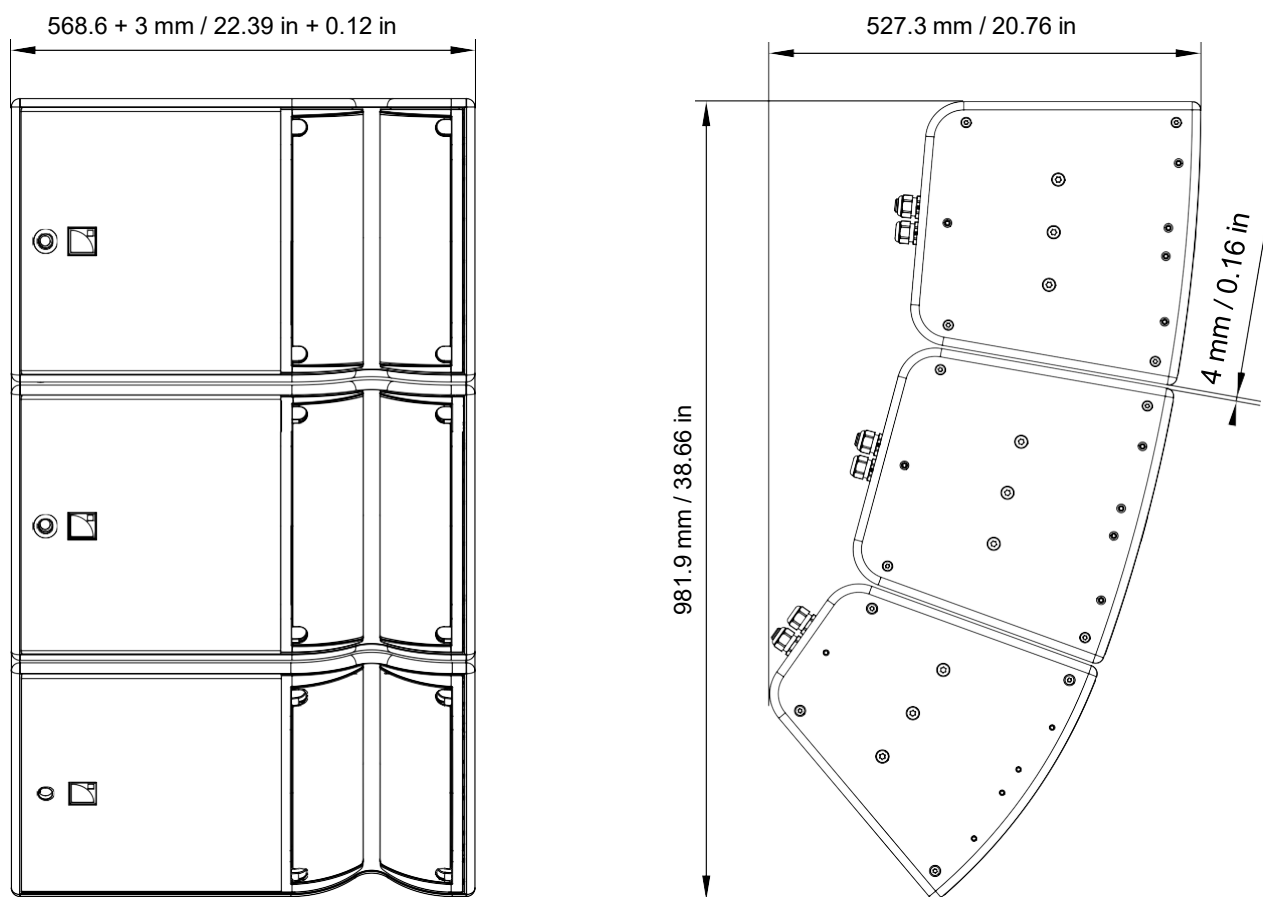 568.6 + 3 mm / 22.39 in + 0.12 in
527.3 mm / 20.76 in
4 mm / 0.16 in
981.9 mm / 38.66 in